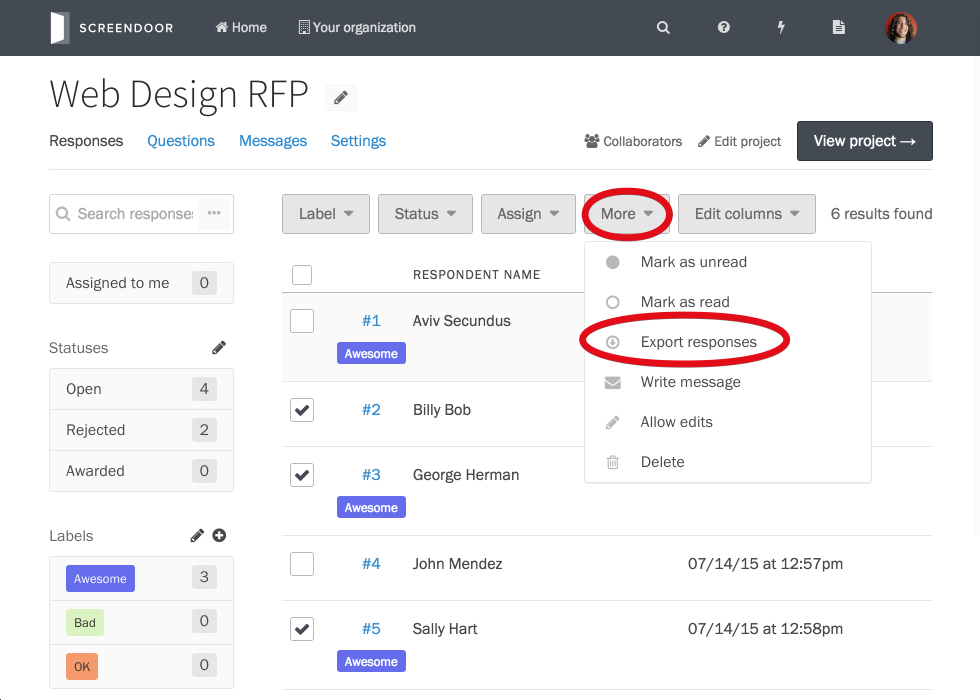 SCREENDOOR Home Your organization
Web Design RFP
Responses Questions Messages Settings Collaborators Edit project View project →
Search response ··· Label Status Assign More Edit columns 6 results found
Assigned to me 0
Statuses
Open 4
Rejected 2
Awarded 0
Labels
Awesome 3
Bad 0
OK 0
RESPONDENT NAME
#1 Aviv Secundus
Awesome
#2 Billy Bob
#3 George Herman
Awesome
#4 John Mendez 07/14/15 at 12:57pm
#5 Sally Hart 07/14/15 at 12:58pm
Awesome
Mark as unread
Mark as read
Export responses
Write message
Allow edits
Delete